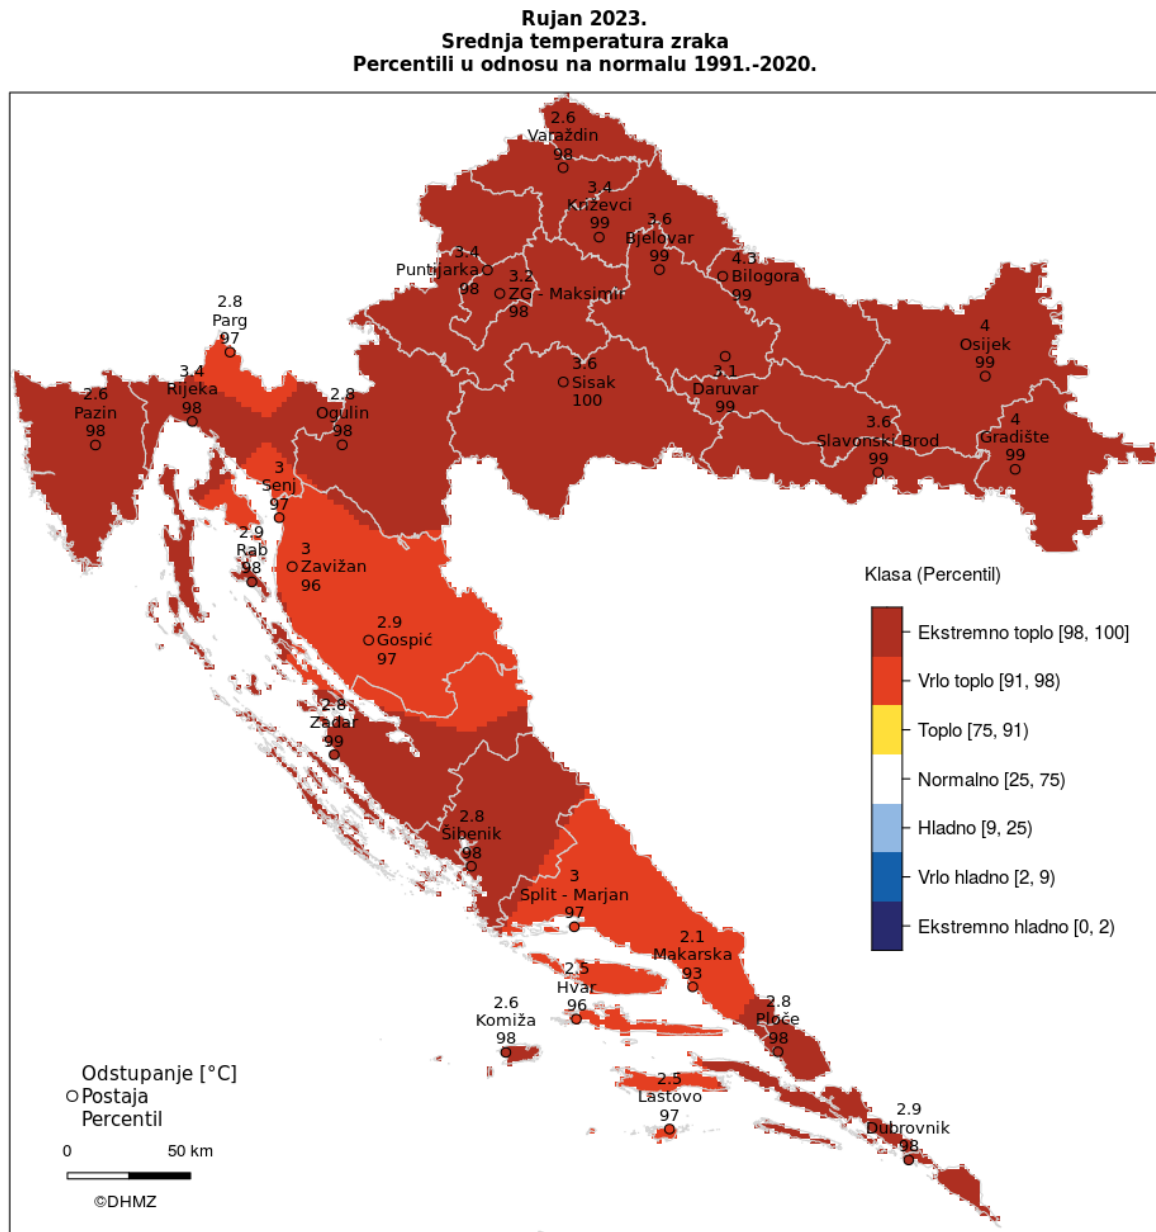 Rujan 2023.
Srednja temperatura zraka
Percentili u odnosu na normalu 1991.-2020.
2.6
Varaždin
98
3.4
Križevci
99
3.6
Bjelovar
99
4.3
Bilogora
99
3.4
Puntijarka
98
3.2
ZG - Maksimir
98
2.8
Parg
97
4
Osijek
99
3.6
Sisak
100
3.1
Daruvar
99
2.6
Pazin
98
3.4
Rijeka
98
2.8
Ogulin
98
3.6
Slavonski Brod
99
4
Gradište
99
3
Senj
97
2.9
Rab
98
3
Zavižan
96
2.9
Gospić
97
2.8
Zadar
99
2.8
Šibenik
98
3
Split - Marjan
97
2.1
Makarska
93
2.5
Hvar
96
2.6
Komiža
98
2.8
Ploče
98
2.5
Lastovo
97
2.9
Dubrovnik
98
Klasa (Percentil)
Ekstremno toplo [98, 100]
Vrlo toplo [91, 98)
Toplo [75, 91)
Normalno [25, 75)
Hladno [9, 25)
Vrlo hladno [2, 9)
Ekstremno hladno [0, 2)
Odstupanje [°C]
Postaja
Percentil
0 50 km
©DHMZ